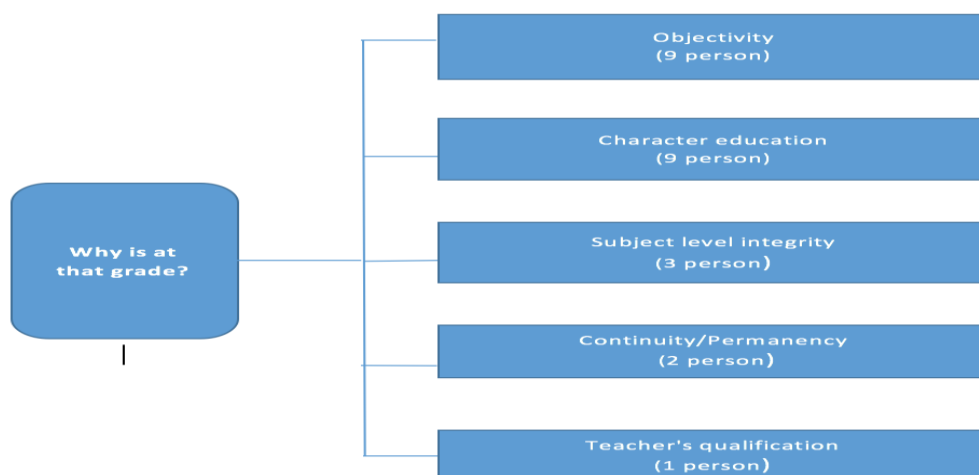 Objectivity
(9 person)
Character education
(9 person)
Why is at
that grade?
Subject level integrity
(3 person)
Continuity/Permanency
(2 person)
Teacher's qualification
(1 person)